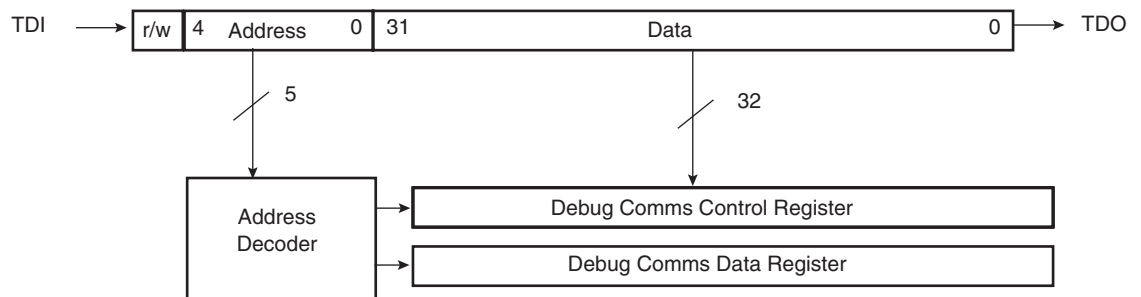 TDI r/w 4 Address 0 31 Data 0 TDO
5
32
Address
Decoder
Debug Comms Control Register
Debug Comms Data Register